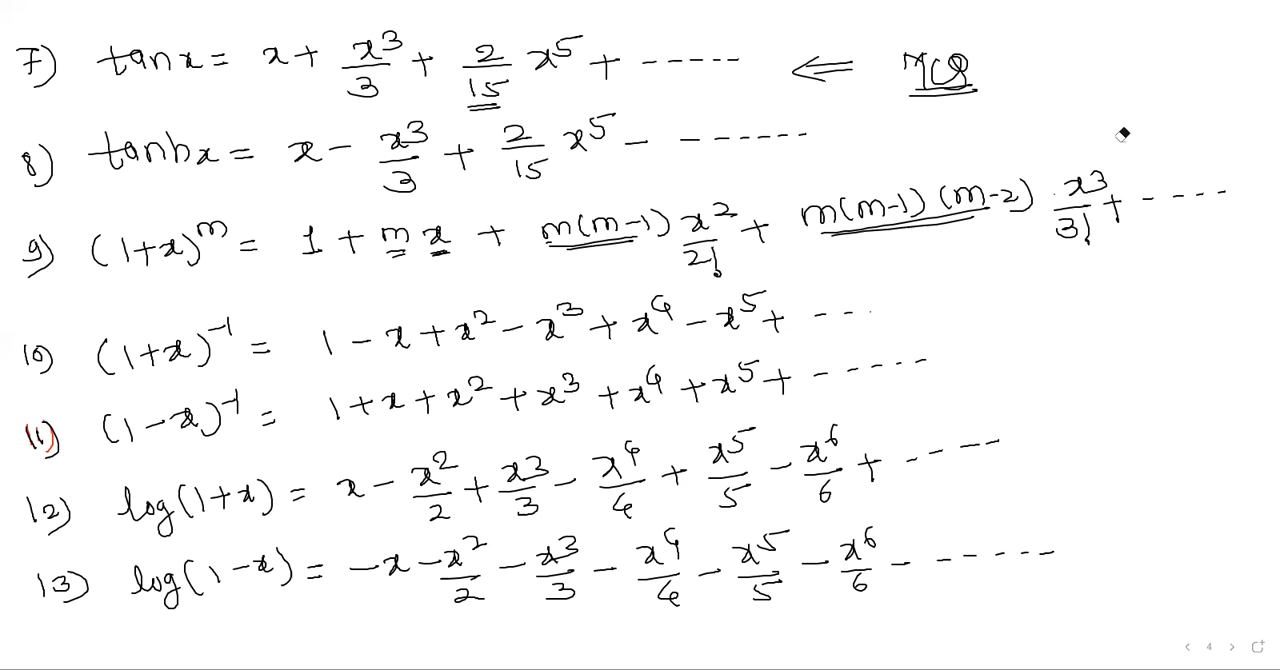 7) tan x = x + x³/3 + 2/15 x⁵ + ----- ⇐ MCQ
8) tanh x = x - x³/3 + 2/15 x⁵ - ------
9) (1+x)ᵐ = 1 + m x + m(m-1) x²/2! + m(m-1)(m-2) x³/3! + ----
10) (1+x)⁻¹ = 1 - x + x² - x³ + x⁴ - x⁵ + ---
11) (1-x)⁻¹ = 1 + x + x² + x³ + x⁴ + x⁵ + -----
12) log(1+x) = x - x²/2 + x³/3 - x⁴/4 + x⁵/5 - x⁶/6 + -----
13) log(1-x) = -x - x²/2 - x³/3 - x⁴/4 - x⁵/5 - x⁶/6 - ------
< 4 >